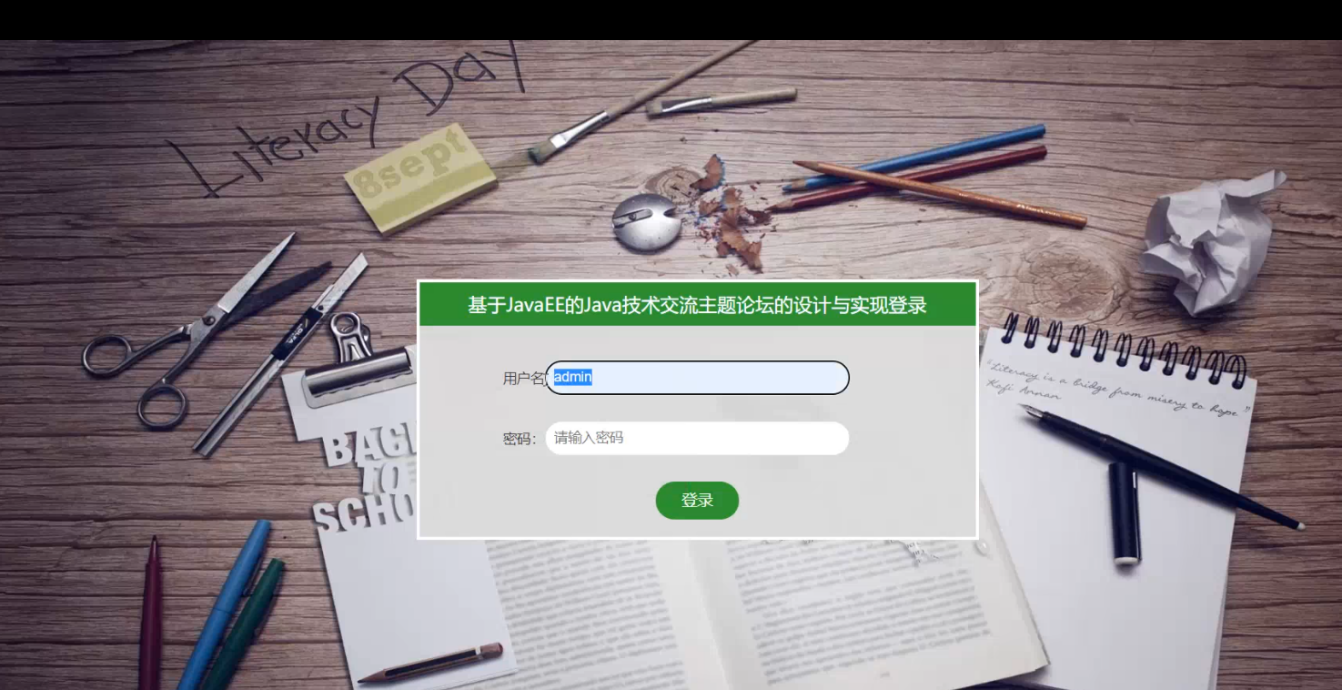 Literacy Day
8sept
基于JavaEE的Java技术交流主题论坛的设计与实现登录
用户名
admin
密码：
请输入密码
登录
BACK
TO
SCHO
"Literacy is a bridge from misery to hope"
Kofi Annan